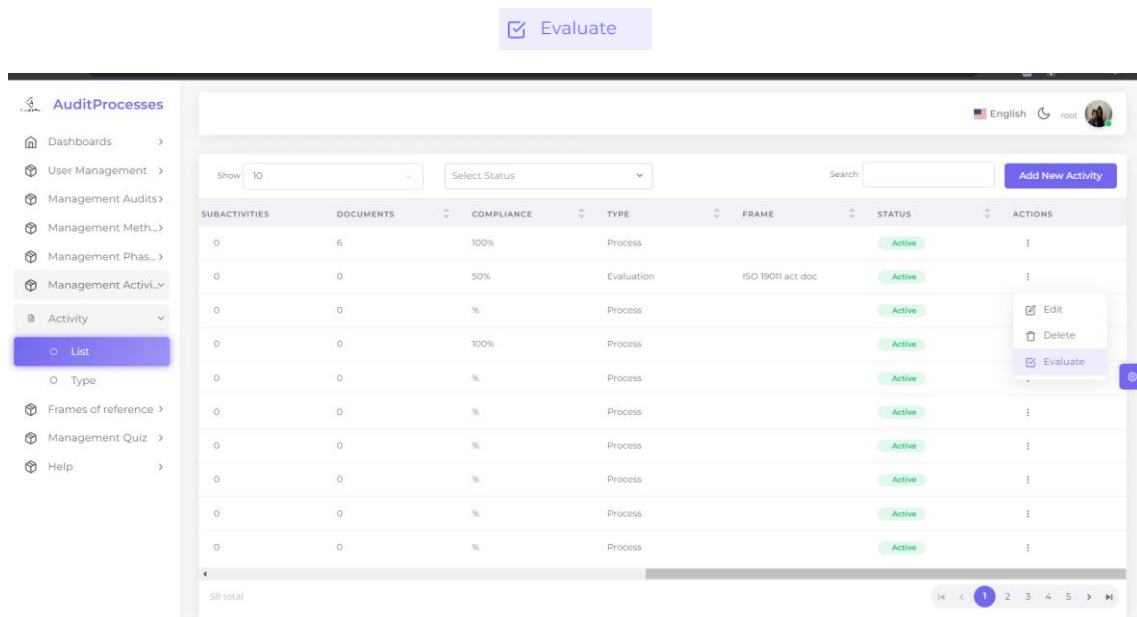 Evaluate
AuditProcesses
English root
Dashboards
User Management
Management Audits
Management Meth...
Management Phas...
Management Activi...
Activity
List
Type
Frames of reference
Management Quiz
Help
Show 10 Select Status Search: Add New Activity
SUBACTIVITIES DOCUMENTS COMPLIANCE TYPE FRAME STATUS ACTIONS
0 6 100% Process Active
0 0 50% Evaluation ISO 19011 act doc Active
0 0 % Process Active
0 0 100% Process Active
0 0 % Process Active
0 0 % Process Active
0 0 % Process Active
0 0 % Process Active
0 0 % Process Active
0 0 % Process Active
Edit
Delete
Evaluate
58 total 1 2 3 4 5